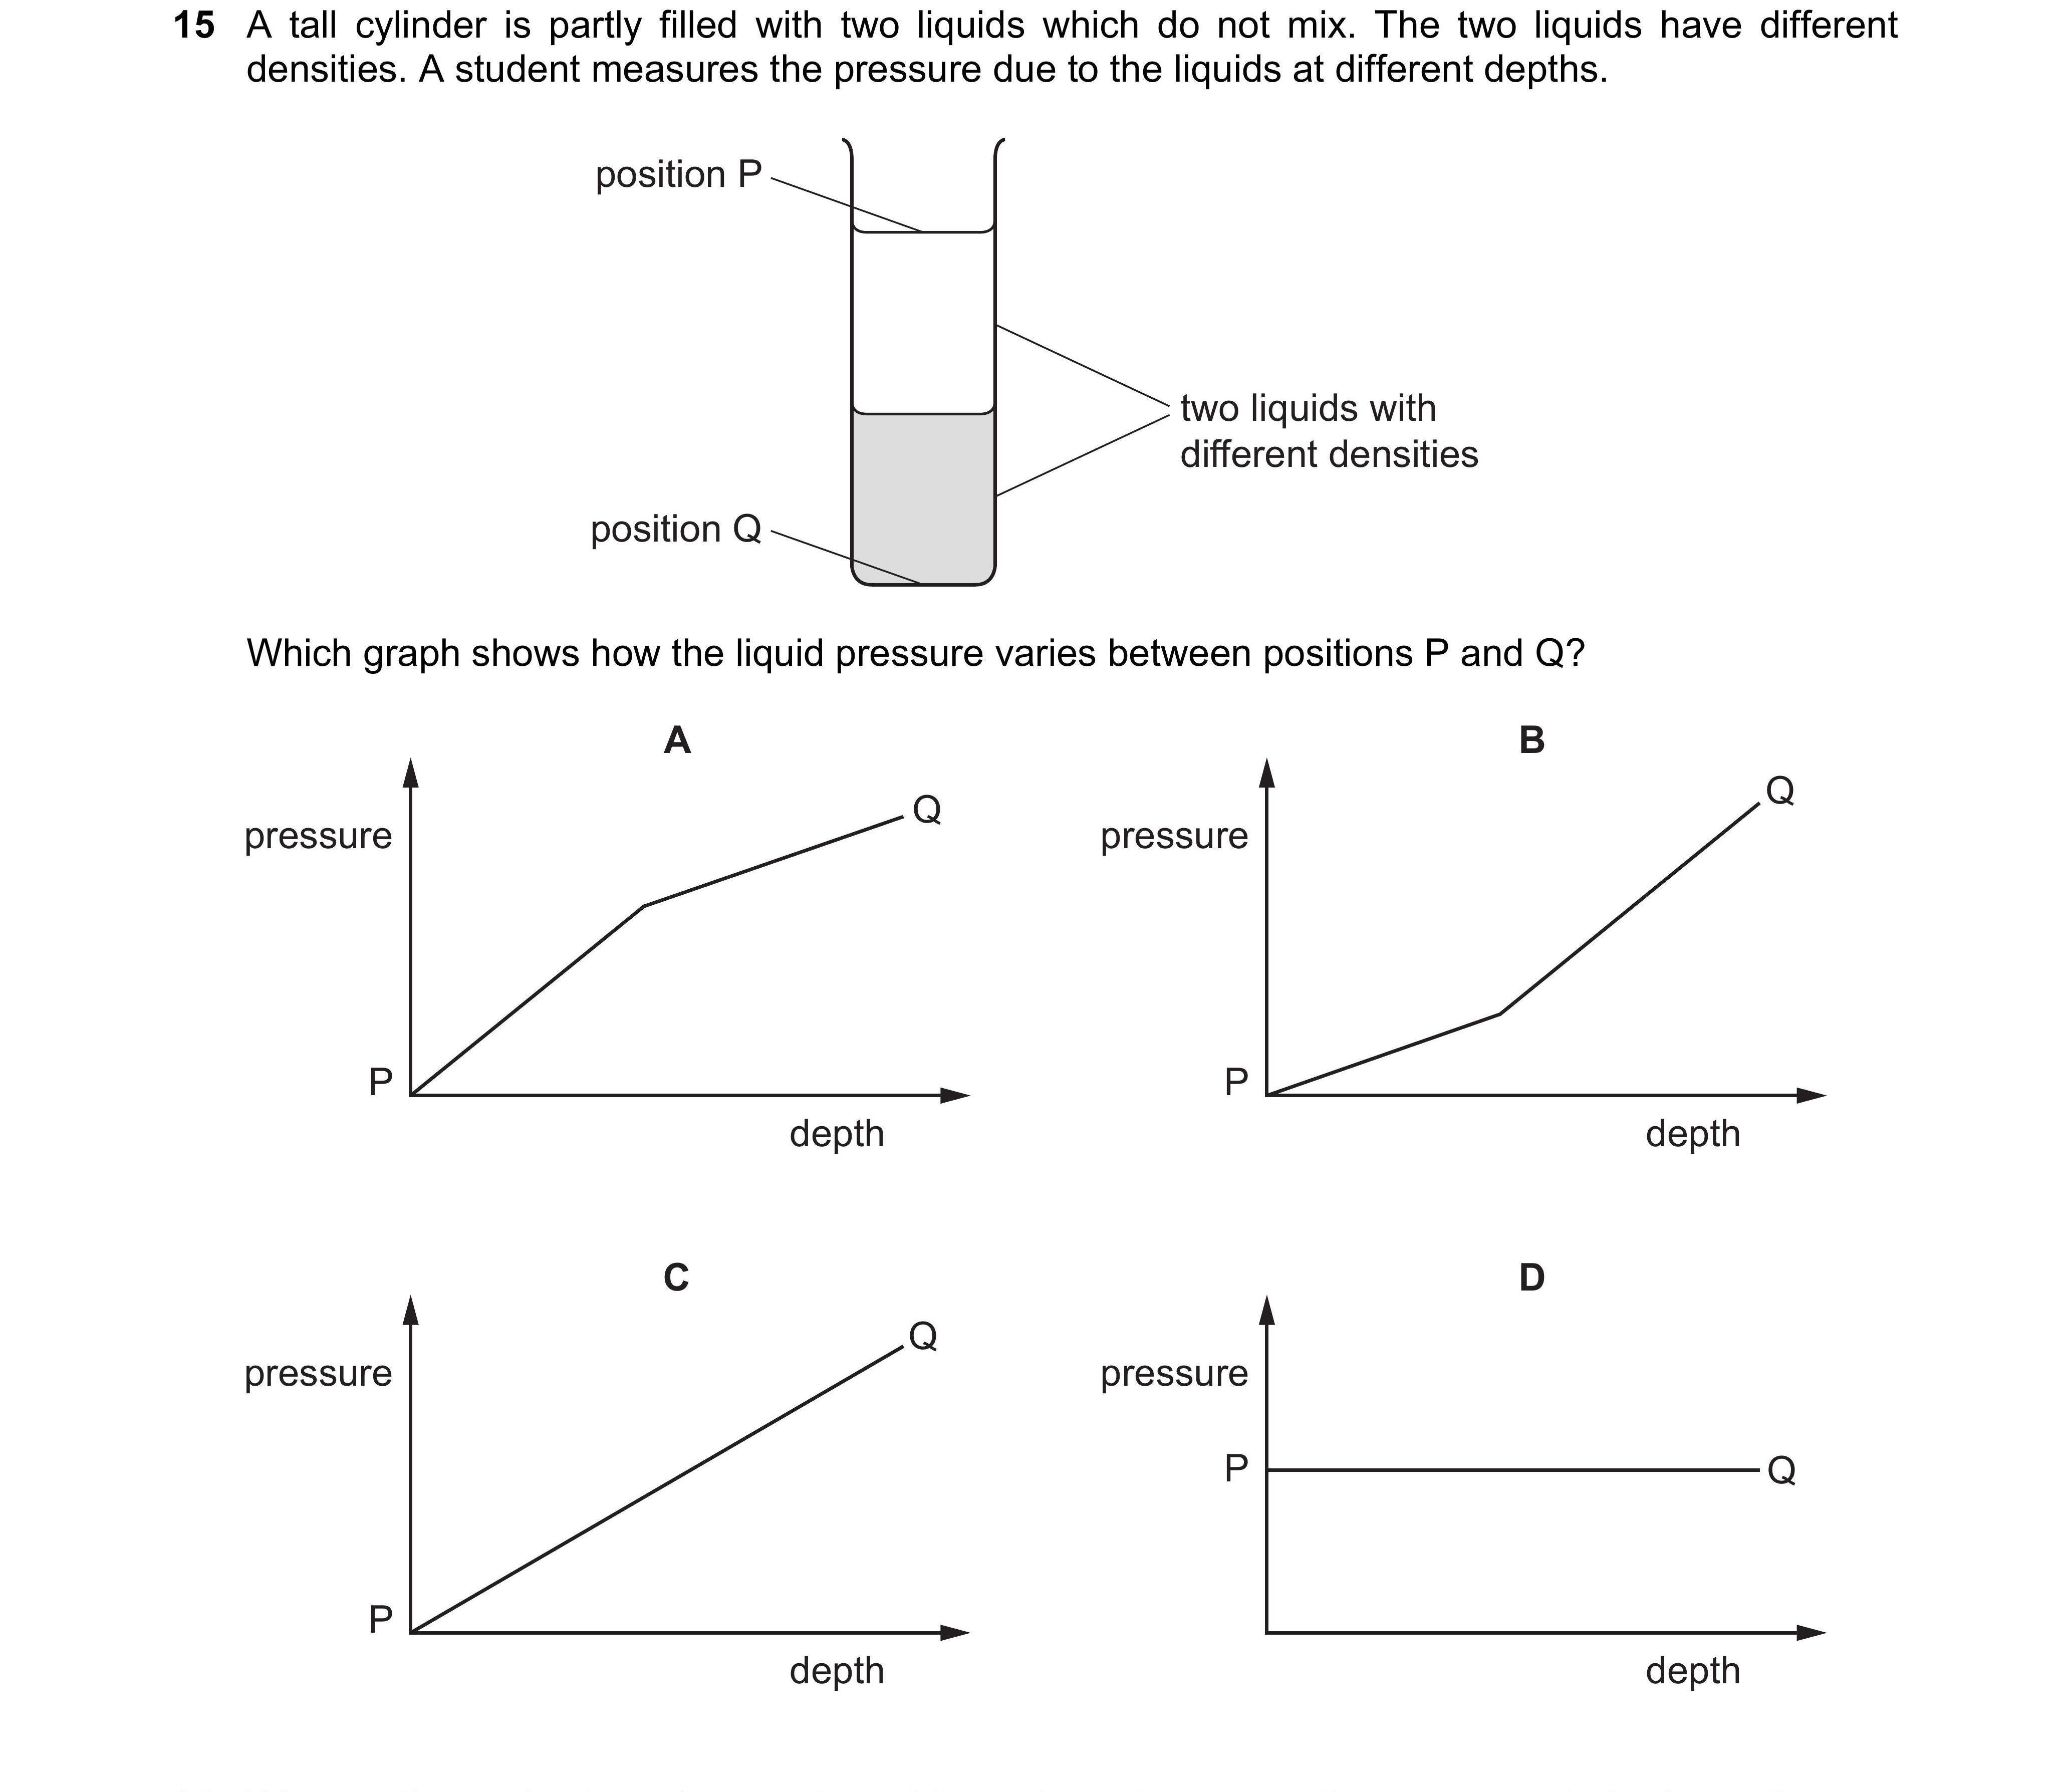 15 A tall cylinder is partly filled with two liquids which do not mix. The two liquids have different
densities. A student measures the pressure due to the liquids at different depths.
position P
two liquids with
different densities
position Q
Which graph shows how the liquid pressure varies between positions P and Q?
A
pressure
Q
P
depth
B
pressure
Q
P
depth
C
pressure
Q
P
depth
D
pressure
P
Q
depth